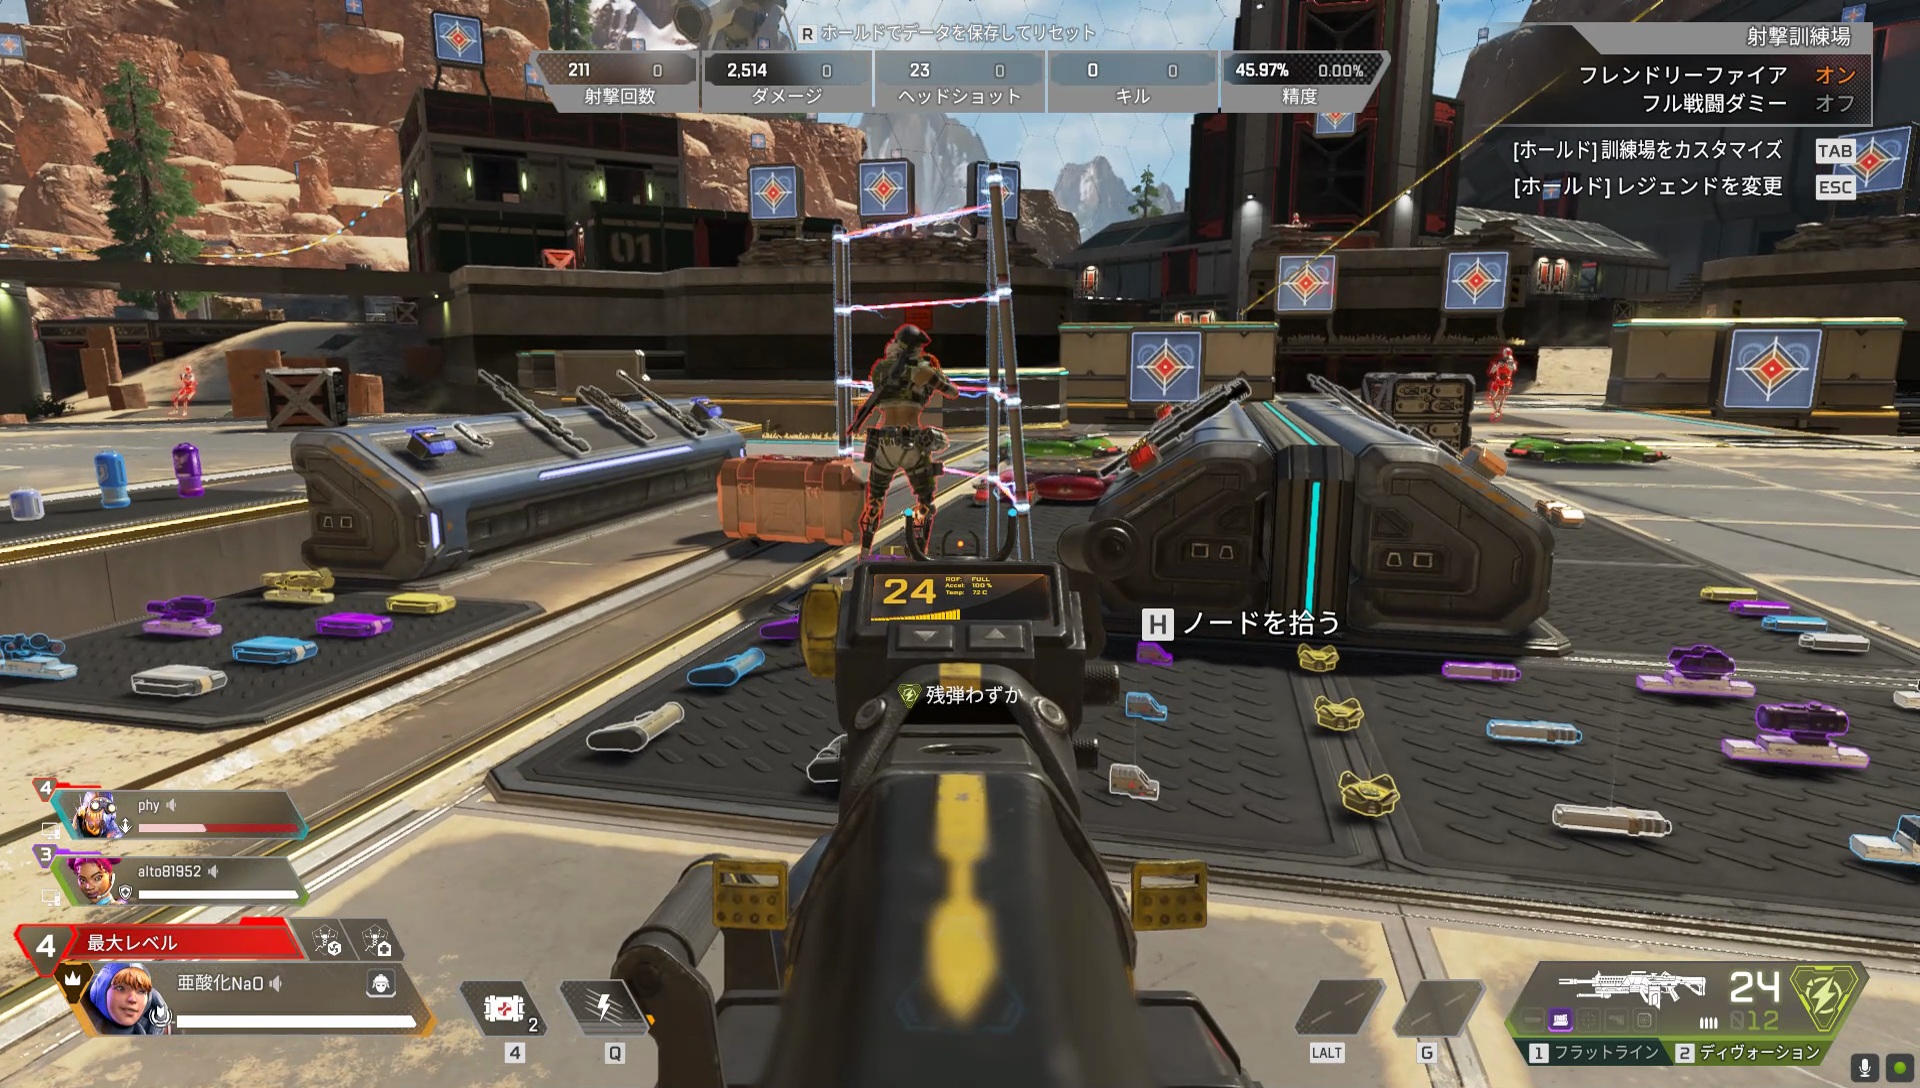 R ホールドでデータを保存してリセット
211 0 2,514 0 23 0 0 0 45.97% 0.00%
射撃回数 ダメージ ヘッドショット キル 精度
射撃訓練場
フレンドリーファイア オン
フル戦闘ダミー オフ
[ホールド]訓練場をカスタマイズ TAB
[ホールド]レジェンドを変更 ESC
01
24
ROF: FULL
Accel: 100 %
Temp: 72 C
H ノードを拾う
残弾わずか
4
phy
3
alto81952
4 最大レベル
亜酸化NaO
2
4 Q
LALT G
24
012
1 フラットライン 2 ディヴォーション